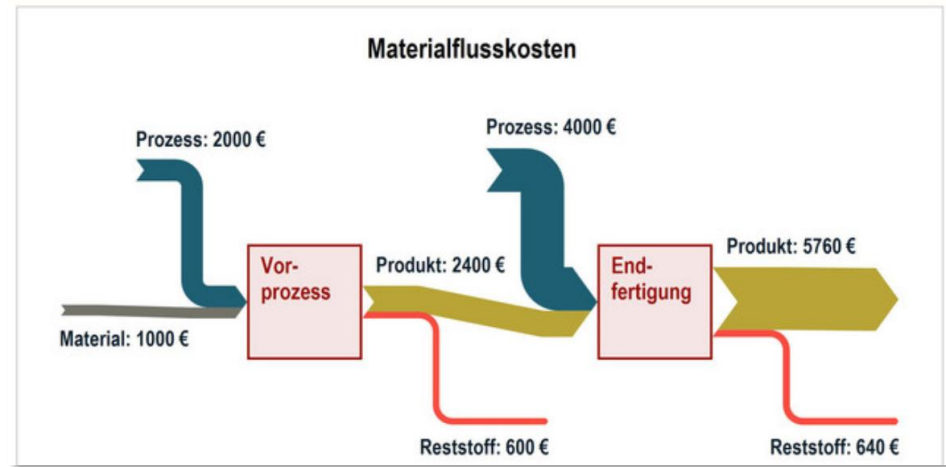 Materialflusskosten
Prozess: 2000 €
Prozess: 4000 €
Vor-
prozess
Produkt: 2400 €
End-
fertigung
Produkt: 5760 €
Material: 1000 €
Reststoff: 600 €
Reststoff: 640 €